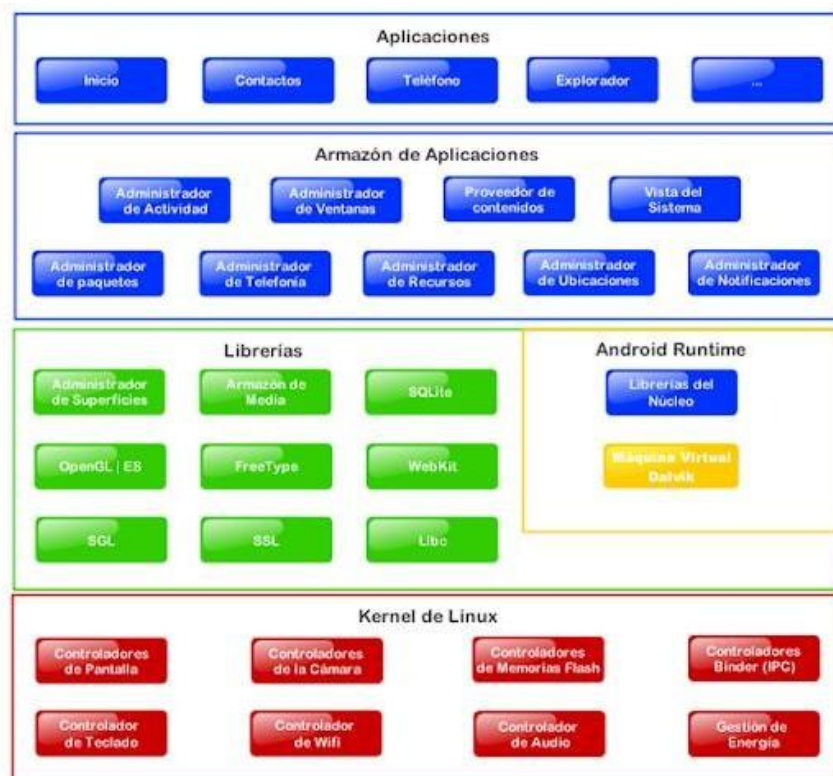 Aplicaciones
Inicio
Contactos
Teléfono
Explorador
...
Armazón de Aplicaciones
Administrador
de Actividad
Administrador
de Ventanas
Proveedor de
contenidos
Vista del
Sistema
Administrador
de paquetes
Administrador
de Telefonía
Administrador
de Recursos
Administrador
de Ubicaciones
Administrador
de Notificaciones
Librerías
Administrador
de Superficies
Armazón de
Media
SQLite
OpenGL | ES
FreeType
WebKit
SGL
SSL
Libc
Android Runtime
Librerías del
Núcleo
Máquina Virtual
Dalvik
Kernel de Linux
Controladores
de Pantalla
Controladores
de la Cámara
Controladores
de Memorias Flash
Controladores
Binder (IPC)
Controlador
de Teclado
Controlador
de Wifi
Controlador
de Audio
Gestión de
Energía